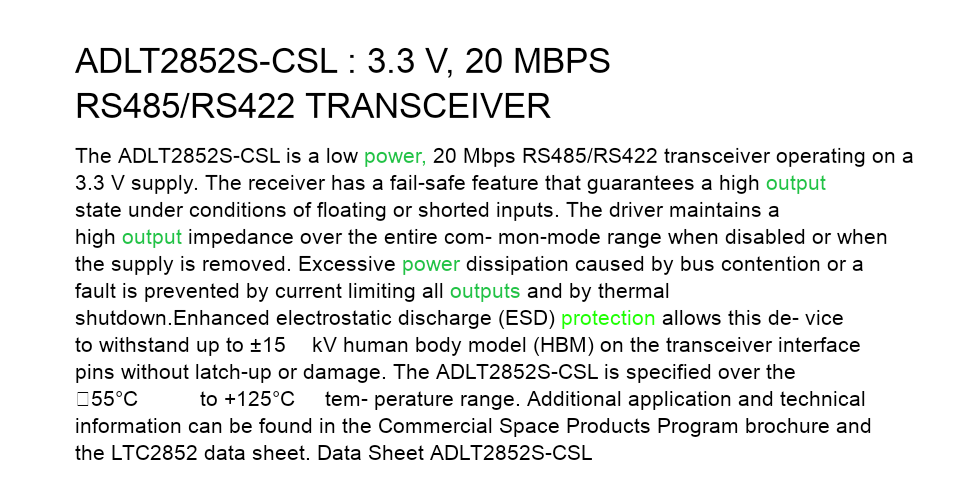 ADLT2852S-CSL : 3.3 V, 20 MBPS
RS485/RS422 TRANSCEIVER
The ADLT2852S-CSL is a low power, 20 Mbps RS485/RS422 transceiver operating on a
3.3 V supply. The receiver has a fail-safe feature that guarantees a high output
state under conditions of floating or shorted inputs. The driver maintains a
high output impedance over the entire com- mon-mode range when disabled or when
the supply is removed. Excessive power dissipation caused by bus contention or a
fault is prevented by current limiting all outputs and by thermal
shutdown.Enhanced electrostatic discharge (ESD) protection allows this de- vice
to withstand up to ±15 kV human body model (HBM) on the transceiver interface
pins without latch-up or damage. The ADLT2852S-CSL is specified over the
□55°C to +125°C tem- perature range. Additional application and technical
information can be found in the Commercial Space Products Program brochure and
the LTC2852 data sheet. Data Sheet ADLT2852S-CSL